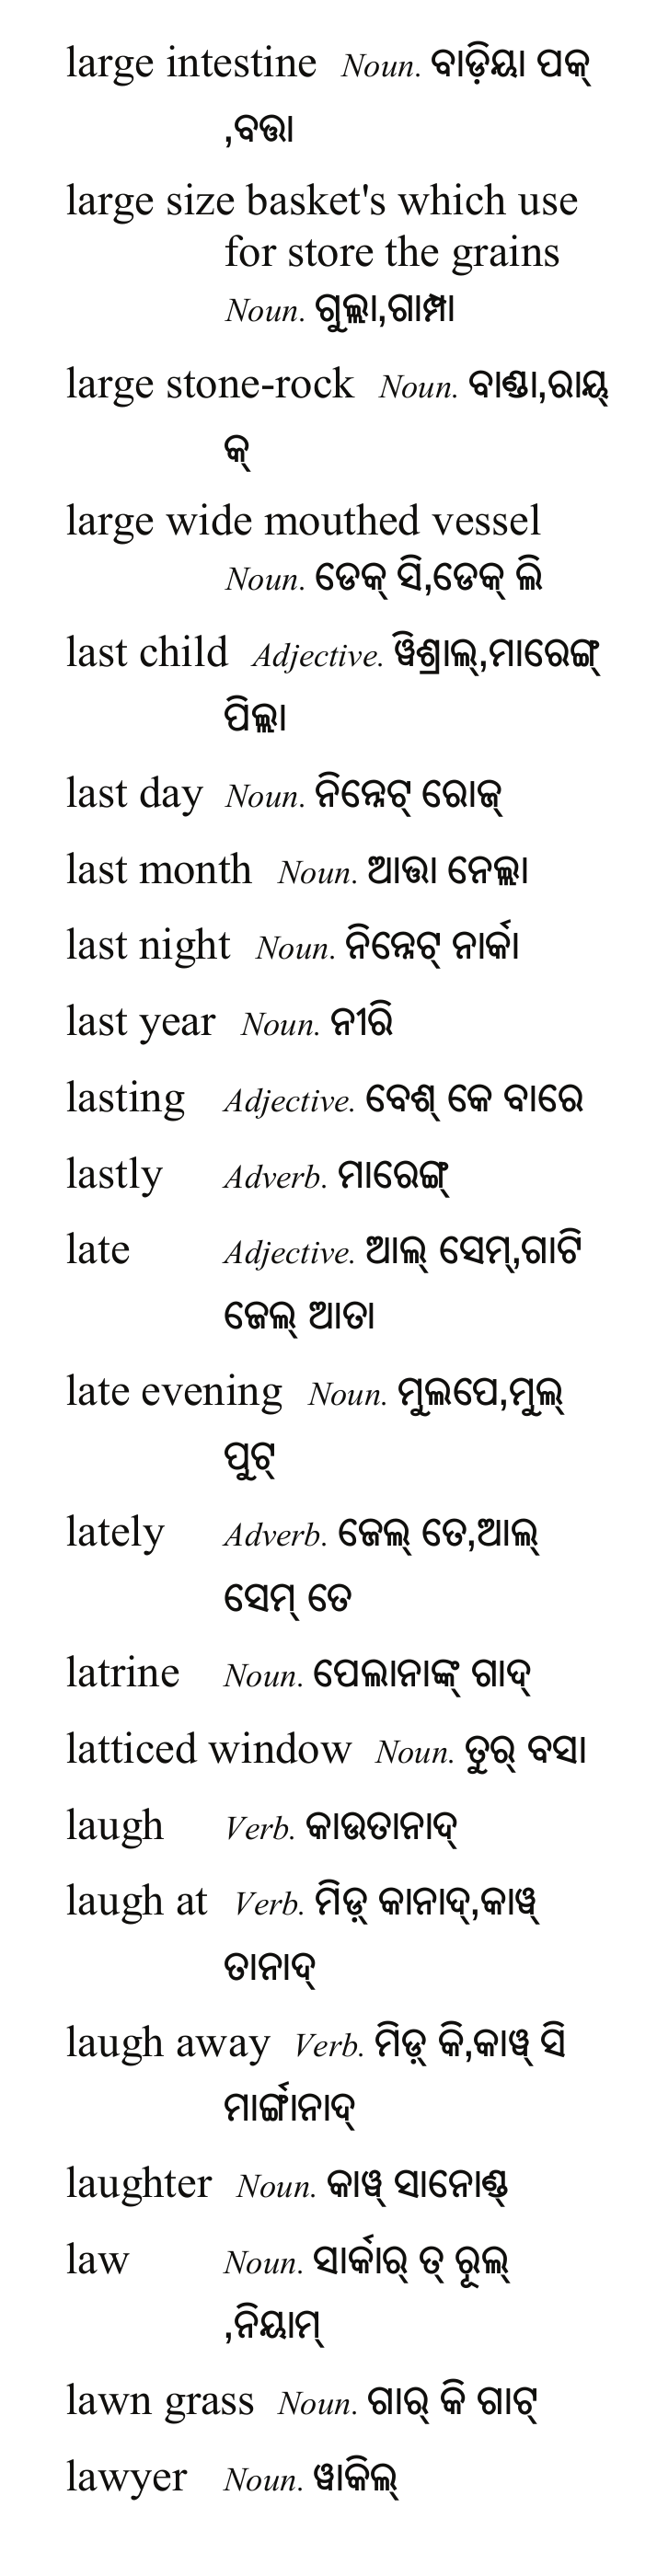 large intestine Noun. ବାଡ଼ିୟା ପକ୍
,ବତ୍ତା
large size basket's which use
for store the grains
Noun. ଗୁଲ୍ଲା,ଗାମ୍ପା
large stone-rock Noun. ବାଣ୍ଡା,ରାୟ୍
କ୍
large wide mouthed vessel
Noun. ଡେକ୍ ସି,ଡେକ୍ ଲି
last child Adjective. ୱିଶ୍ରାଲ୍,ମାରେଙ୍ଗ୍
ପିଲ୍ଲା
last day Noun. ନିନ୍ନେଟ୍ ରୋଜ୍
last month Noun. ଆତ୍ତା ନେଲ୍ଲା
last night Noun. ନିନ୍ନେଟ୍ ନାର୍କା
last year Noun. ନୀରି
lasting Adjective. ବେଶ୍ କେ ବାରେ
lastly Adverb. ମାରେଙ୍ଗ୍
late Adjective. ଆଲ୍ ସେମ୍,ଗାଟି
ଜେଲ୍ ଆତା
late evening Noun. ମୁଲପେ,ମୁଲ୍
ପୁଟ୍
lately Adverb. ଜେଲ୍ ତେ,ଆଲ୍
ସେମ୍ ତେ
latrine Noun. ପେଲାନାଙ୍କ୍ ଗାଦ୍
latticed window Noun. ତୁର୍ ବସା
laugh Verb. କାଉତାନାଦ୍
laugh at Verb. ମିଡ଼୍ କାନାଦ୍,କାୱ୍
ତାନାଦ୍
laugh away Verb. ମିଡ଼୍ କି,କାୱ୍ ସି
ମାର୍ଙ୍ଗାନାଦ୍
laughter Noun. କାୱ୍ ସାନୋଣ୍ଡ୍
law Noun. ସାର୍କାର୍ ତ୍ ରୂଲ୍
,ନିୟାମ୍
lawn grass Noun. ଗାର୍ କି ଗାଟ୍
lawyer Noun. ୱାକିଲ୍